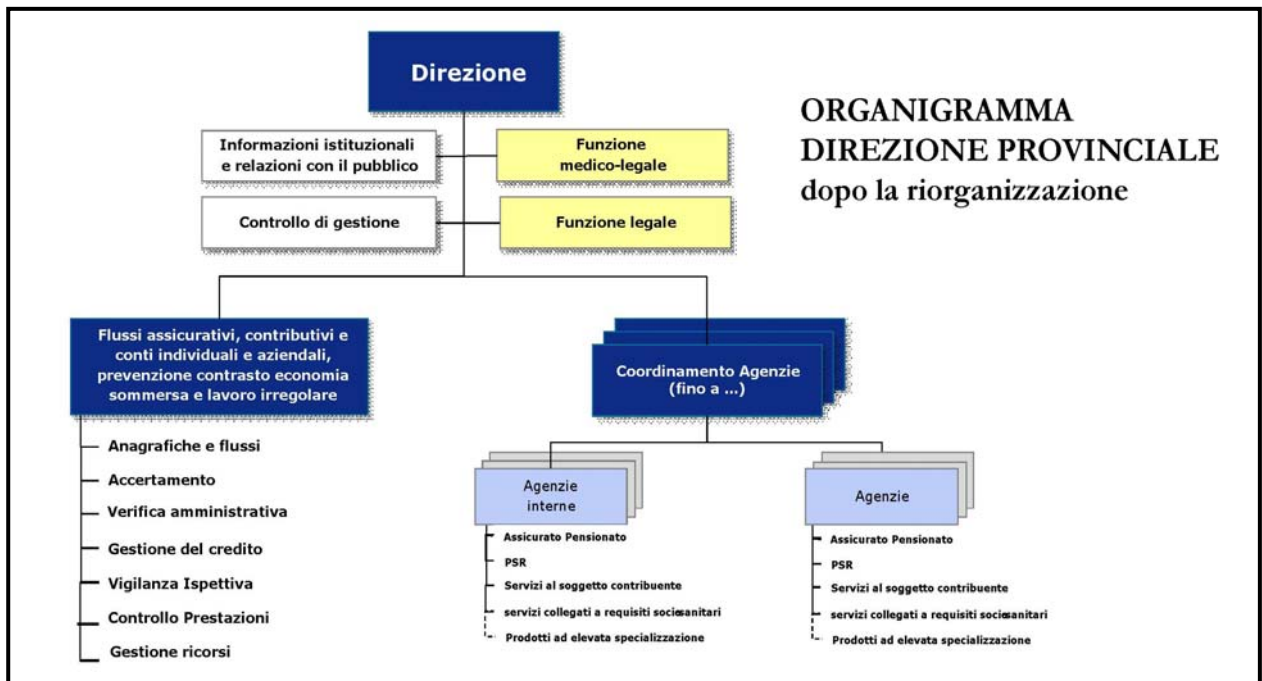 Direzione
ORGANIGRAMMA
DIREZIONE PROVINCIALE
dopo la riorganizzazione
Informazioni istituzionali
e relazioni con il pubblico
Funzione
medico-legale
Controllo di gestione
Funzione legale
Flussi assicurativi, contributivi e
conti individuali e aziendali,
prevenzione contrasto economia
sommersa e lavoro irregolare
Coordinamento Agenzie
(fino a ...)
Anagrafiche e flussi
Accertamento
Verifica amministrativa
Gestione del credito
Vigilanza Ispettiva
Controllo Prestazioni
Gestione ricorsi
Agenzie
interne
Assicurato Pensionato
PSR
Servizi al soggetto contribuente
servizi collegati a requisiti sociosanitari
Prodotti ad elevata specializzazione
Agenzie
Assicurato Pensionato
PSR
Servizi al soggetto contribuente
servizi collegati a requisiti sociosanitari
Prodotti ad elevata specializzazione